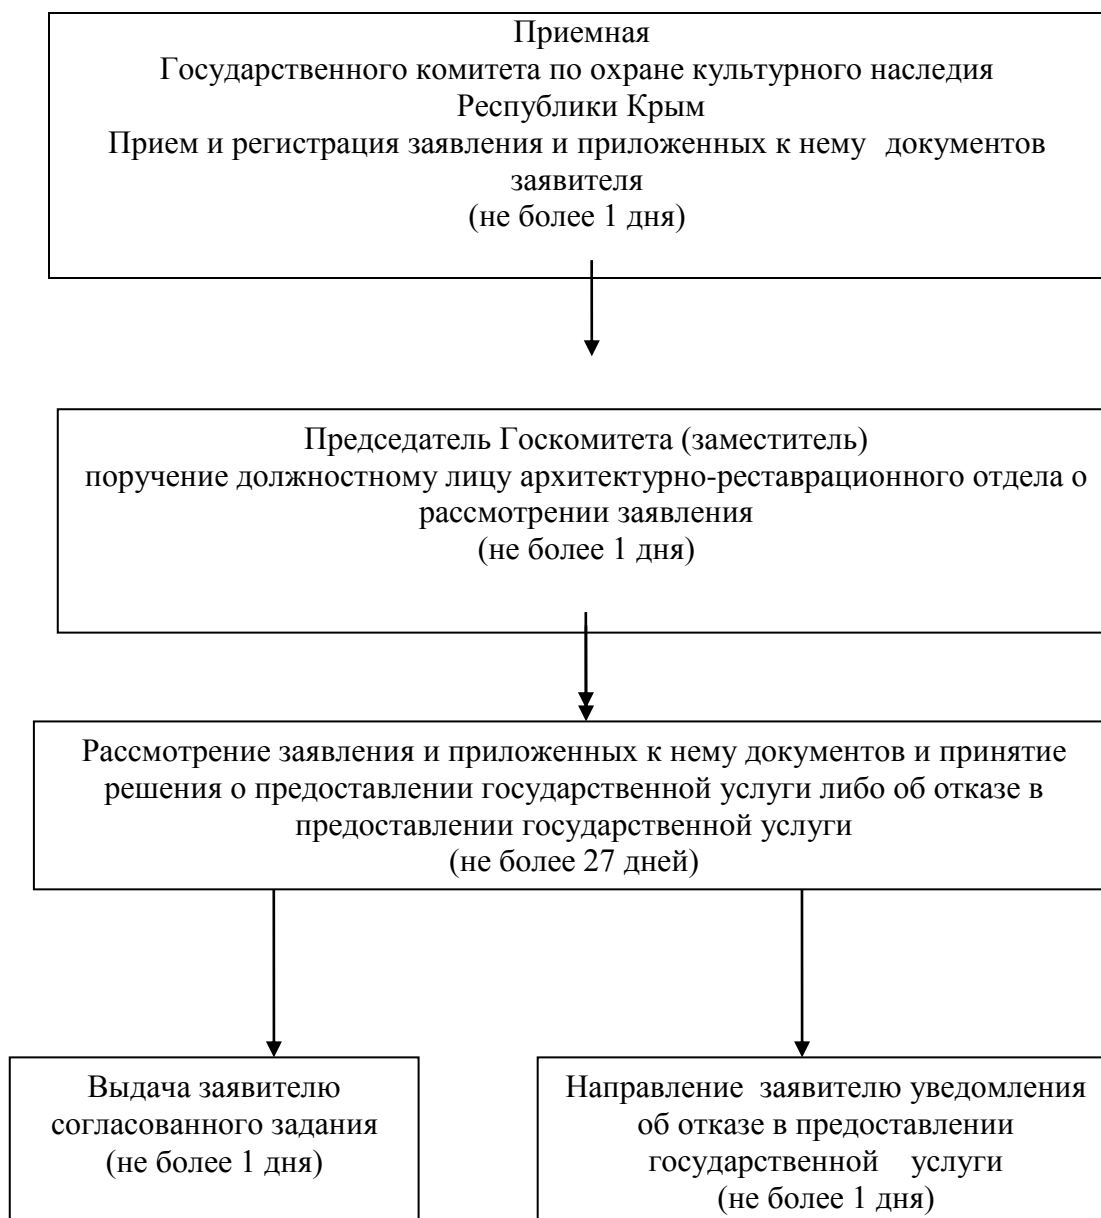 Приемная
Государственного комитета по охране культурного наследия
Республики Крым
Прием и регистрация заявления и приложенных к нему документов
заявителя
(не более 1 дня)
Председатель Госкомитета (заместитель)
поручение должностному лицу архитектурно-реставрационного отдела о
рассмотрении заявления
(не более 1 дня)
Рассмотрение заявления и приложенных к нему документов и принятие
решения о предоставлении государственной услуги либо об отказе в
предоставлении государственной услуги
(не более 27 дней)
Выдача заявителю
согласованного задания
(не более 1 дня)
Направление заявителю уведомления
об отказе в предоставлении
государственной услуги
(не более 1 дня)